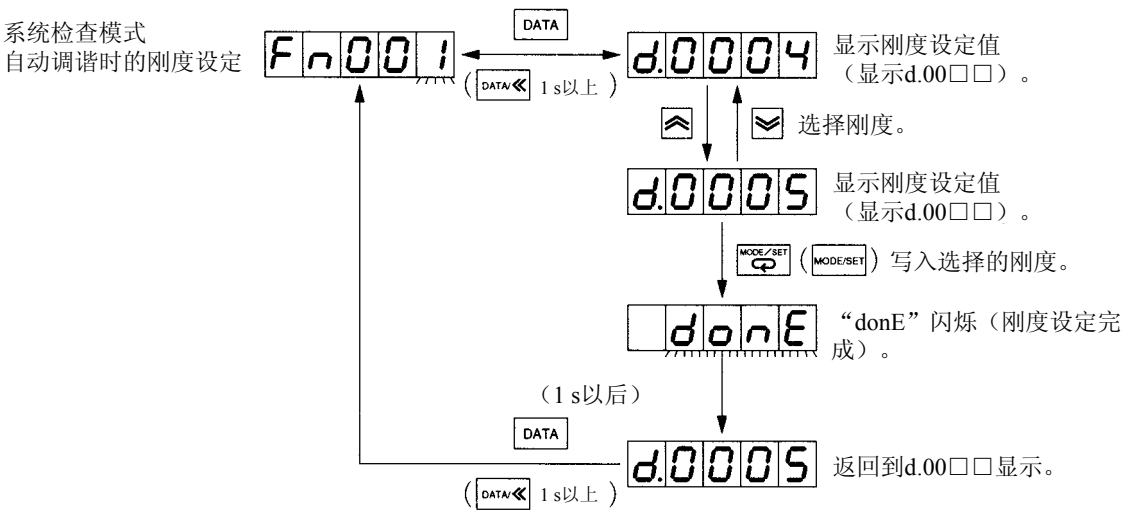 系统检查模式
自动调谐时的刚度设定
Fn001
DATA
(DATA/≪ 1 s以上)
d.0004
显示刚度设定值
（显示d.00□□）。
选择刚度。
d.0005
显示刚度设定值
（显示d.00□□）。
MODE/SET (MODE/SET) 写入选择的刚度。
donE
“donE”闪烁（刚度设定完
成）。
（1 s以后）
DATA
(DATA/≪ 1 s以上)
d.0005
返回到d.00□□显示。